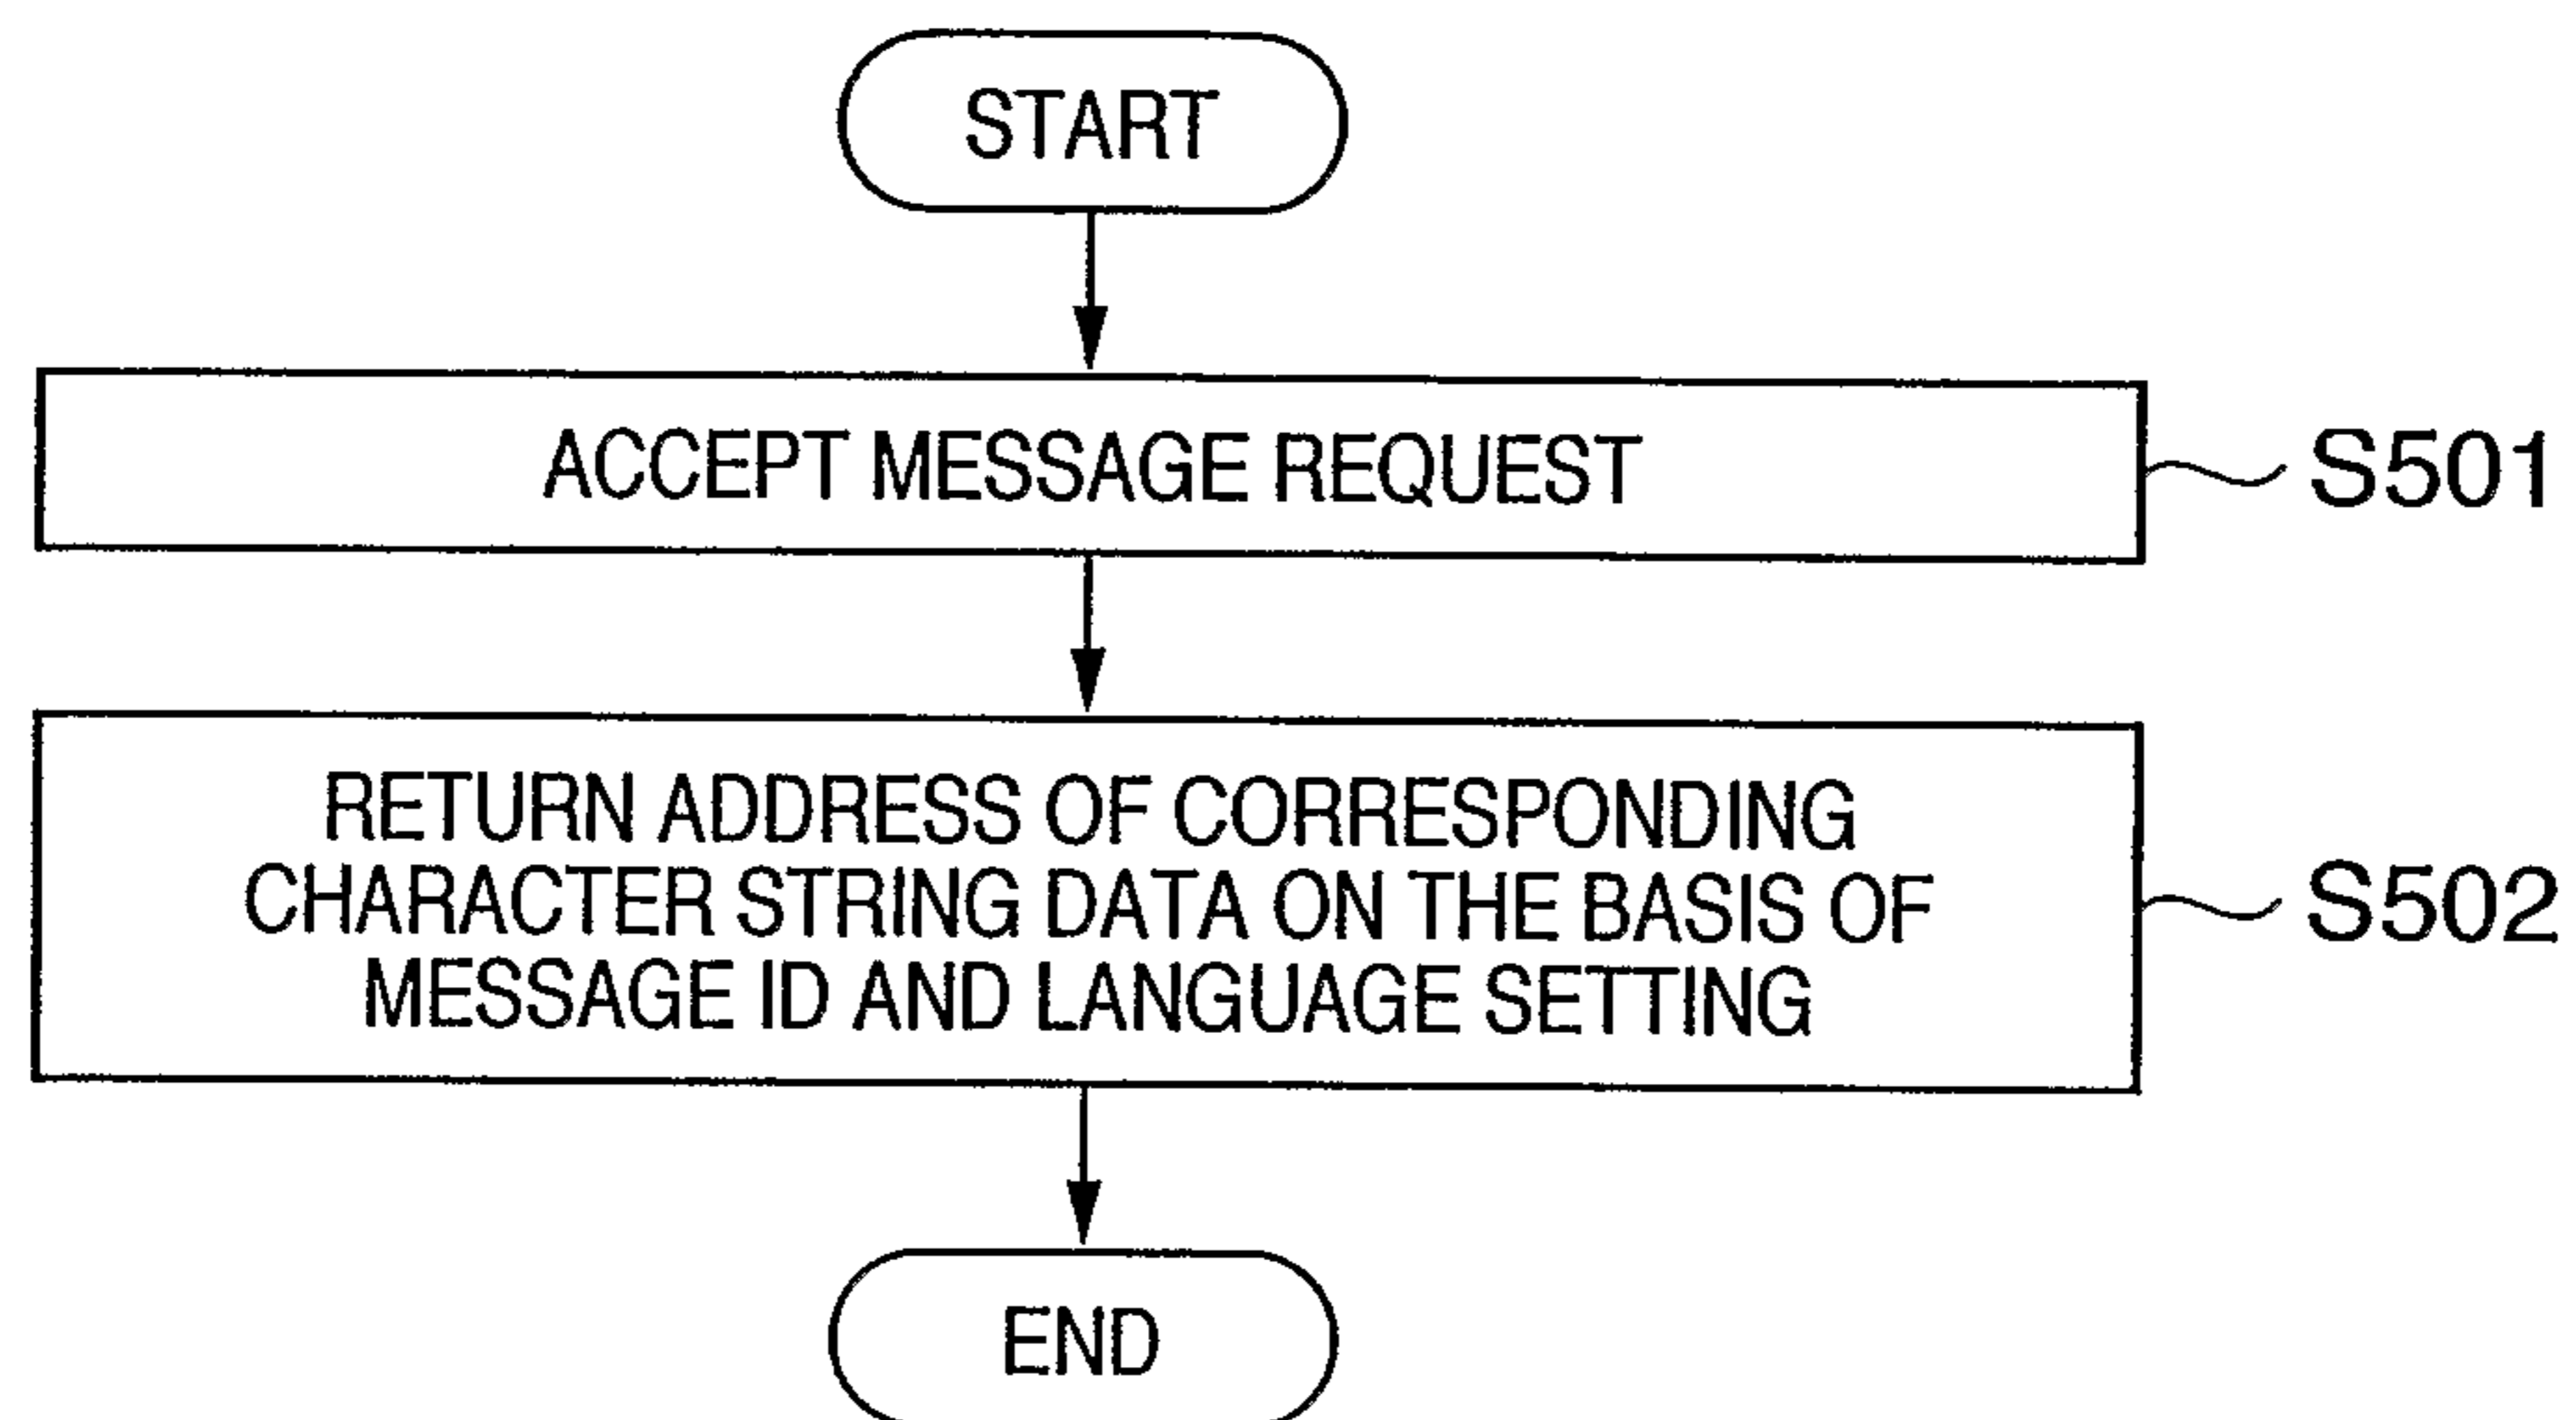 START
ACCEPT MESSAGE REQUEST
S501
RETURN ADDRESS OF CORRESPONDING
CHARACTER STRING DATA ON THE BASIS OF
MESSAGE ID AND LANGUAGE SETTING
S502
END